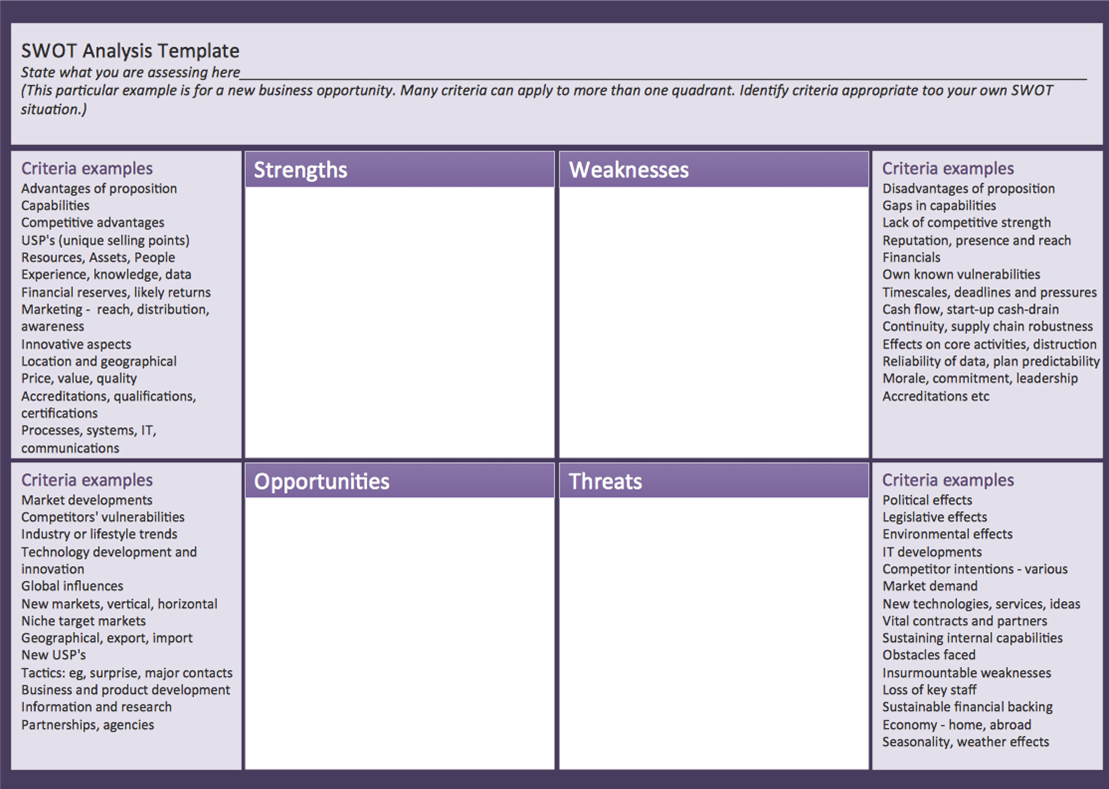 SWOT Analysis Template
State what you are assessing here
(This particular example is for a new business opportunity. Many criteria can apply to more than one quadrant. Identify criteria appropriate too your own SWOT
situation.)
Criteria examples
Advantages of proposition
Capabilities
Competitive advantages
USP's (unique selling points)
Resources, Assets, People
Experience, knowledge, data
Financial reserves, likely returns
Marketing -  reach, distribution,
awareness
Innovative aspects
Location and geographical
Price, value, quality
Accreditations, qualifications,
certifications
Processes, systems, IT,
communications
Strengths
Weaknesses
Criteria examples
Disadvantages of proposition
Gaps in capabilities
Lack of competitive strength
Reputation, presence and reach
Financials
Own known vulnerabilities
Timescales, deadlines and pressures
Cash flow, start-up cash-drain
Continuity, supply chain robustness
Effects on core activities, distruction
Reliability of data, plan predictability
Morale, commitment, leadership
Accreditations etc
Criteria examples
Market developments
Competitors' vulnerabilities
Industry or lifestyle trends
Technology development and
innovation
Global influences
New markets, vertical, horizontal
Niche target markets
Geographical, export, import
New USP's
Tactics: eg, surprise, major contacts
Business and product development
Information and research
Partnerships, agencies
Opportunities
Threats
Criteria examples
Political effects
Legislative effects
Environmental effects
IT developments
Competitor intentions - various
Market demand
New technologies, services, ideas
Vital contracts and partners
Sustaining internal capabilities
Obstacles faced
Insurmountable weaknesses
Loss of key staff
Sustainable financial backing
Economy - home, abroad
Seasonality, weather effects